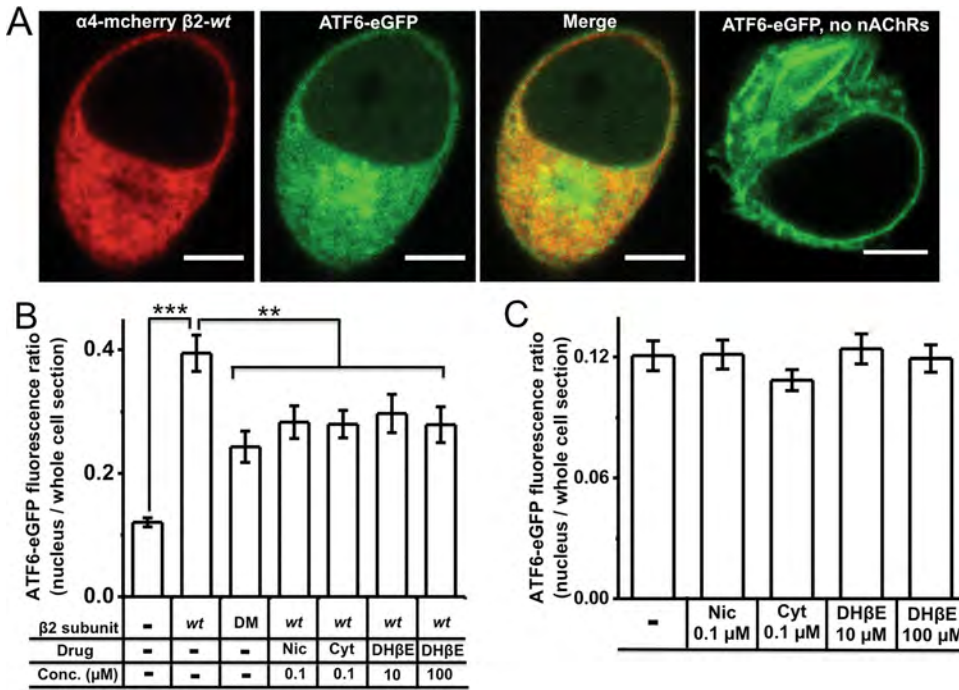 A
α4-mcherry β2-wt
ATF6-eGFP
Merge
ATF6-eGFP, no nAChRs
B
ATF6-eGFP fluorescence ratio
(nucleus / whole cell section)
0.4
0.2
0.0
***
**
β2 subunit - wt DM wt wt wt wt
Drug - - - Nic Cyt DHβE DHβE
Conc. (μM) - - - 0.1 0.1 10 100
C
ATF6-eGFP fluorescence ratio
(nucleus / whole cell section)
0.12
0.06
0.00
-
Nic
0.1 μM
Cyt
0.1 μM
DHβE
10 μM
DHβE
100 μM